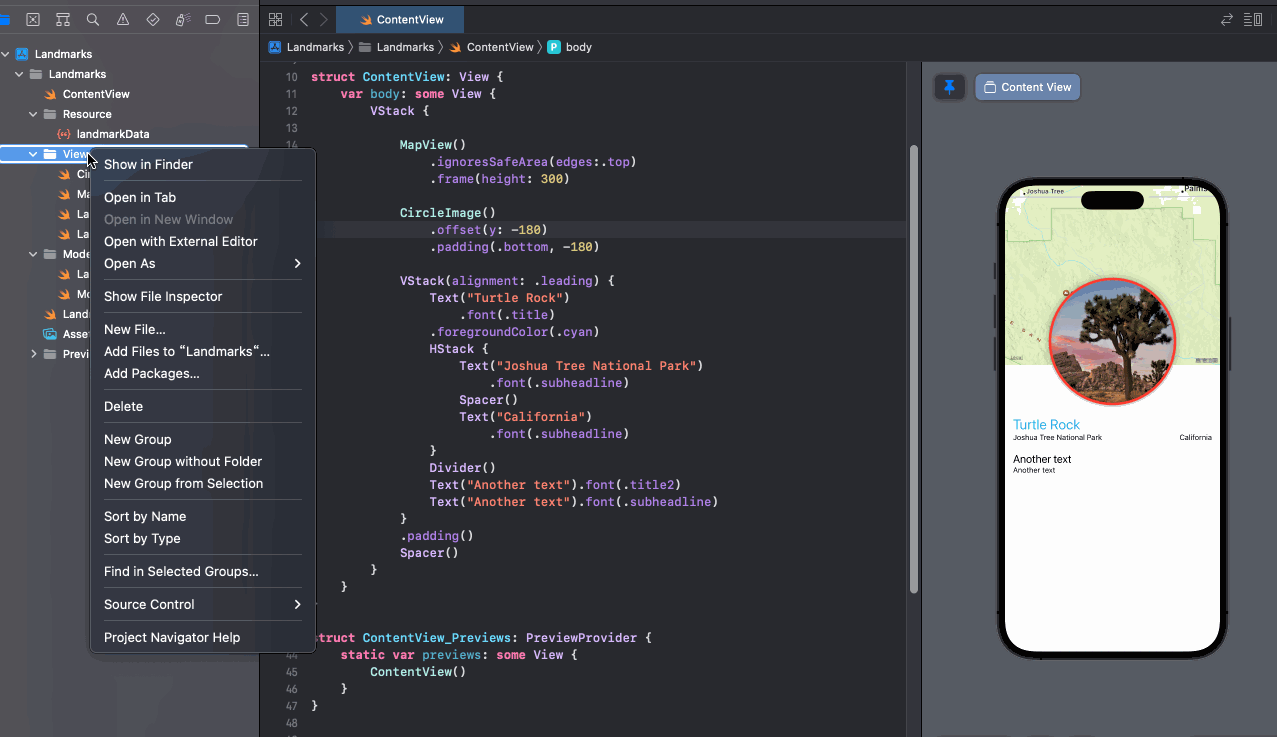 ContentView
Landmarks
Landmarks
ContentView
body
Landmarks
Landmarks
ContentView
Resource
landmarkData
View
Ci
Ma
La
La
Mode
La
Mo
Land
Asset
Previ
Show in Finder
Open in Tab
Open in New Window
Open with External Editor
Open As
Show File Inspector
New File...
Add Files to “Landmarks“...
Add Packages...
Delete
New Group
New Group without Folder
New Group from Selection
Sort by Name
Sort by Type
Find in Selected Groups...
Source Control
Project Navigator Help
10 struct ContentView: View {
11 var body: some View {
12 VStack {
13
14 MapView()
.ignoresSafeArea(edges:.top)
.frame(height: 300)
CircleImage()
.offset(y: -180)
.padding(.bottom, -180)
VStack(alignment: .leading) {
Text("Turtle Rock")
.font(.title)
.foregroundColor(.cyan)
HStack {
Text("Joshua Tree National Park")
.font(.subheadline)
Spacer()
Text("California")
.font(.subheadline)
}
Divider()
Text("Another text").font(.title2)
Text("Another text").font(.subheadline)
}
.padding()
Spacer()
}
}
struct ContentView_Previews: PreviewProvider {
44 static var previews: some View {
45 ContentView()
46 }
47 }
48
Content View
Joshua Tree
Palms
Turtle Rock
Joshua Tree National Park California
Another text
Another text